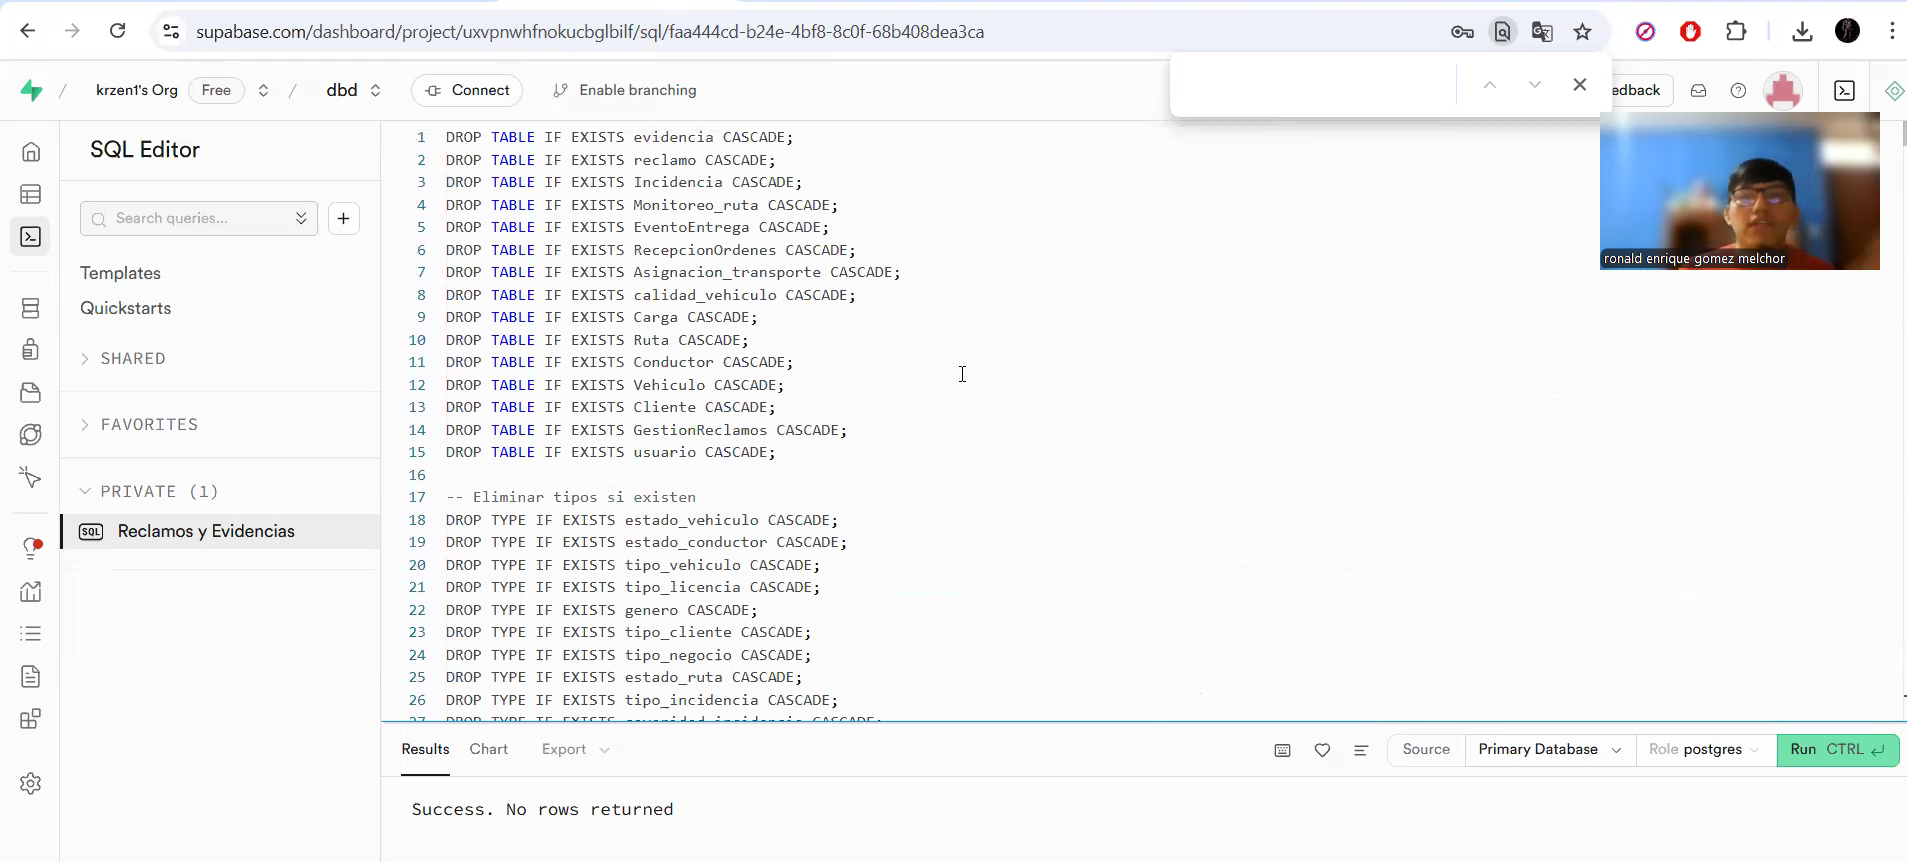 supabase.com/dashboard/project/uxvpnwhfnokucbglbilf/sql/faa444cd-b24e-4bf8-8c0f-68b408dea3ca
krzen1's Org Free dbd Connect Enable branching edback
SQL Editor
Search queries...
Templates
Quickstarts
SHARED
FAVORITES
PRIVATE (1)
SQL Reclamos y Evidencias
1 DROP TABLE IF EXISTS evidencia CASCADE;
2 DROP TABLE IF EXISTS reclamo CASCADE;
3 DROP TABLE IF EXISTS Incidencia CASCADE;
4 DROP TABLE IF EXISTS Monitoreo_ruta CASCADE;
5 DROP TABLE IF EXISTS EventoEntrega CASCADE;
6 DROP TABLE IF EXISTS RecepcionOrdenes CASCADE;
7 DROP TABLE IF EXISTS Asignacion_transporte CASCADE;
8 DROP TABLE IF EXISTS calidad_vehiculo CASCADE;
9 DROP TABLE IF EXISTS Carga CASCADE;
10 DROP TABLE IF EXISTS Ruta CASCADE;
11 DROP TABLE IF EXISTS Conductor CASCADE;
12 DROP TABLE IF EXISTS Vehiculo CASCADE;
13 DROP TABLE IF EXISTS Cliente CASCADE;
14 DROP TABLE IF EXISTS GestionReclamos CASCADE;
15 DROP TABLE IF EXISTS usuario CASCADE;
16
17 -- Eliminar tipos si existen
18 DROP TYPE IF EXISTS estado_vehiculo CASCADE;
19 DROP TYPE IF EXISTS estado_conductor CASCADE;
20 DROP TYPE IF EXISTS tipo_vehiculo CASCADE;
21 DROP TYPE IF EXISTS tipo_licencia CASCADE;
22 DROP TYPE IF EXISTS genero CASCADE;
23 DROP TYPE IF EXISTS tipo_cliente CASCADE;
24 DROP TYPE IF EXISTS tipo_negocio CASCADE;
25 DROP TYPE IF EXISTS estado_ruta CASCADE;
26 DROP TYPE IF EXISTS tipo_incidencia CASCADE;
27 DROP TYPE IF EXISTS severidad_incidencia CASCADE;
ronald enrique gomez melchor
Results Chart Export Source Primary Database Role postgres Run CTRL
Success. No rows returned